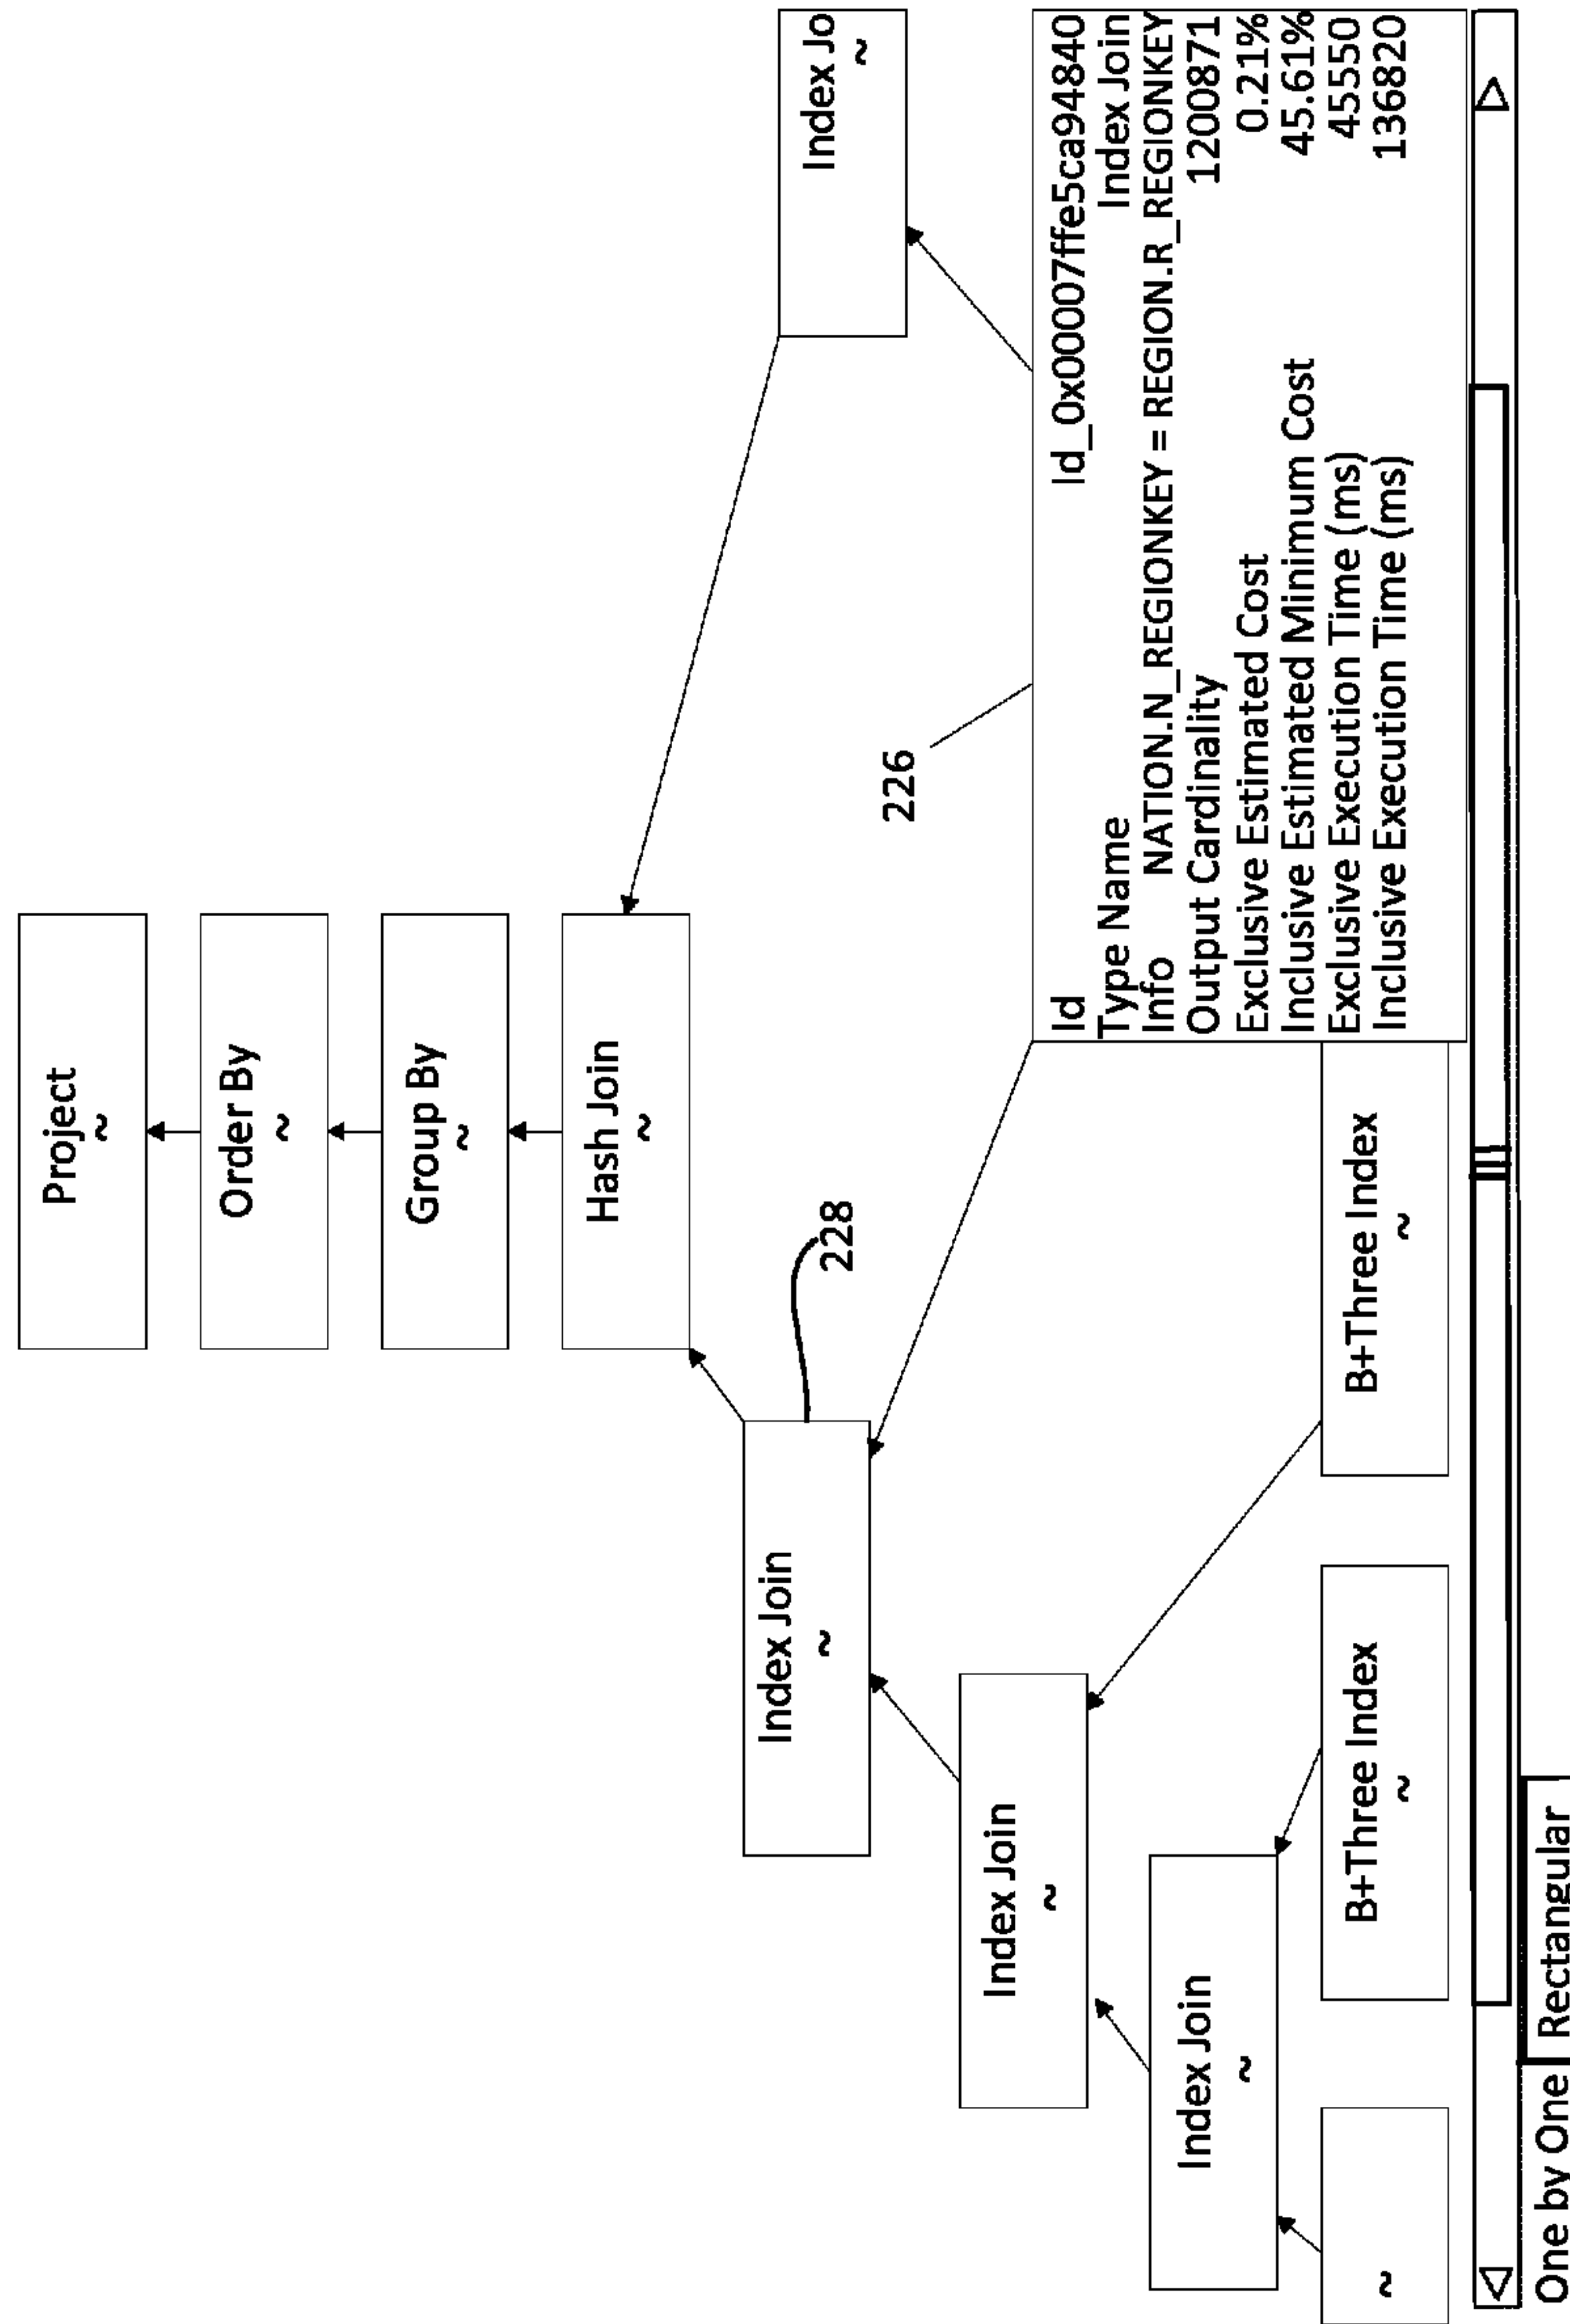 Project
~
Order By
~
Group By
~
Hash Join
~
Index Join
~
228
Index Jo
~
226
Index Join
~
Index Join
~
Id Id_0x00007ffe5ca94840
Type Name Index Join
Info NATION.N_REGIONKEY = REGION.R_REGIONKEY
Output Cardinality 1200871
Exclusive Estimated Cost 0.21%
Inclusive Estimated Minimum Cost 45.61%
Exclusive Execution Time (ms) 45550
Inclusive Execution Time (ms) 136820
~
B+Three Index
~
B+Three Index
~
One by One Rectangular